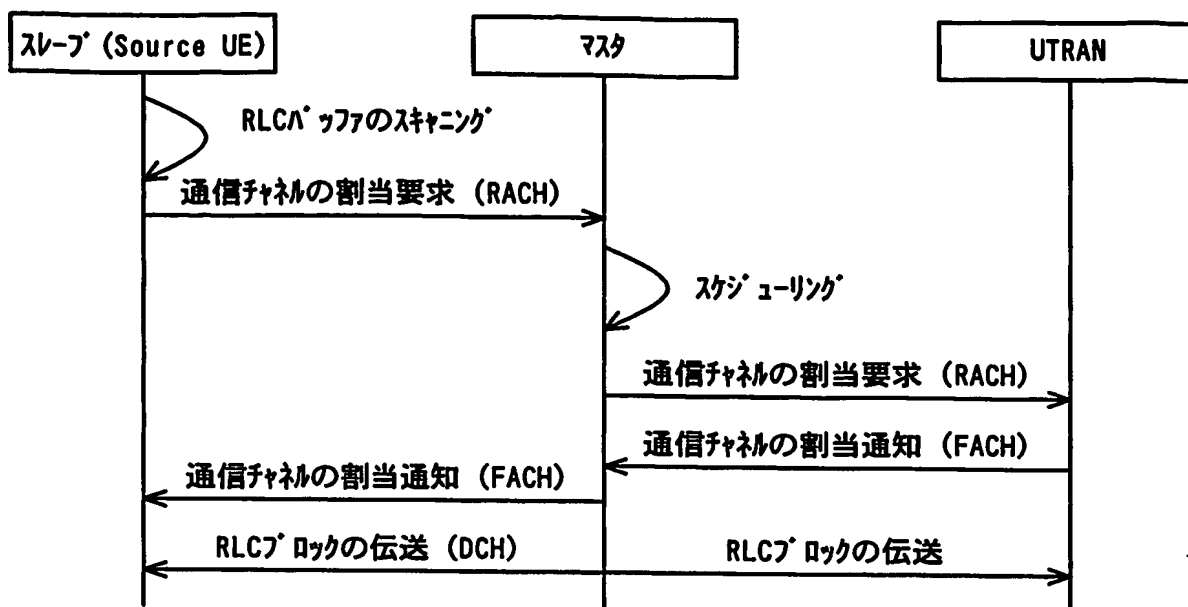 ｽﾚｰﾌﾞ (Source UE)
ﾏｽﾀ
UTRAN
RLCﾊﾞｯﾌｧのｽｷｬﾆﾝｸﾞ
通信ﾁｬﾈﾙの割当要求 (RACH)
ｽｹｼﾞｭｰﾘﾝｸﾞ
通信ﾁｬﾈﾙの割当要求 (RACH)
通信ﾁｬﾈﾙの割当通知 (FACH)
通信ﾁｬﾈﾙの割当通知 (FACH)
RLCﾌﾞﾛｯｸの伝送 (DCH)
RLCﾌﾞﾛｯｸの伝送